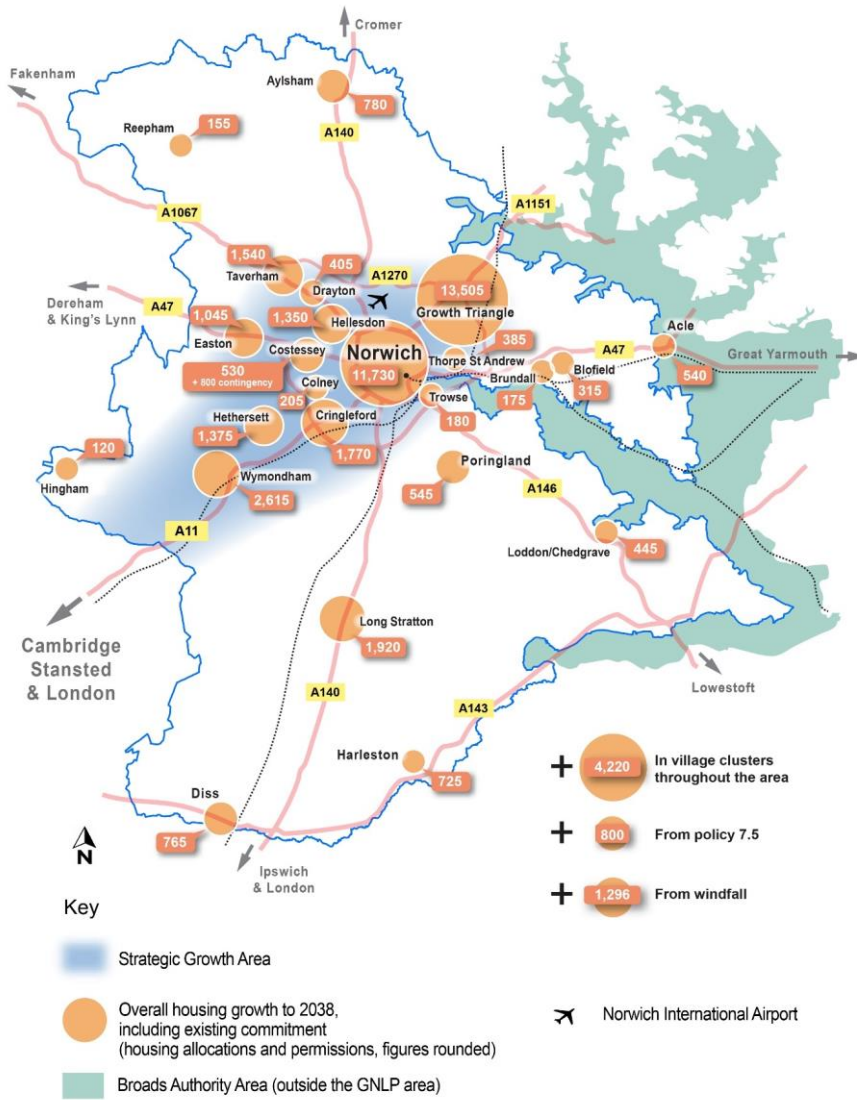 Cromer
Fakenham
Aylsham
780
Reepham
155
A140
A1067
A1151
1,540
405
Taverham
A1270
13,505
Drayton
Growth Triangle
Dereham
& King's Lynn
A47
1,045
1,350
Hellesdon
385
Acle
Easton
Norwich
Costessey
Thorpe St Andrew
A47
Great Yarmouth
530
+ 800 contingency
11,730
Brundall
Blofield
540
Colney
205
Trowse
175
315
Hethersett
Cringleford
180
1,375
120
1,770
Poringland
Hingham
Wymondham
545
A146
2,615
A11
Loddon/Chedgrave
445
Cambridge
Stansted
& London
Long Stratton
1,920
Lowestoft
A140
A143
Harleston
725
Diss
765
N
Ipswich
& London
+
4,220
In village clusters
throughout the area
+
800
From policy 7.5
+
1,296
From windfall
Key
Strategic Growth Area
Overall housing growth to 2038,
including existing commitment
(housing allocations and permissions, figures rounded)
Norwich International Airport
Broads Authority Area (outside the GNLP area)